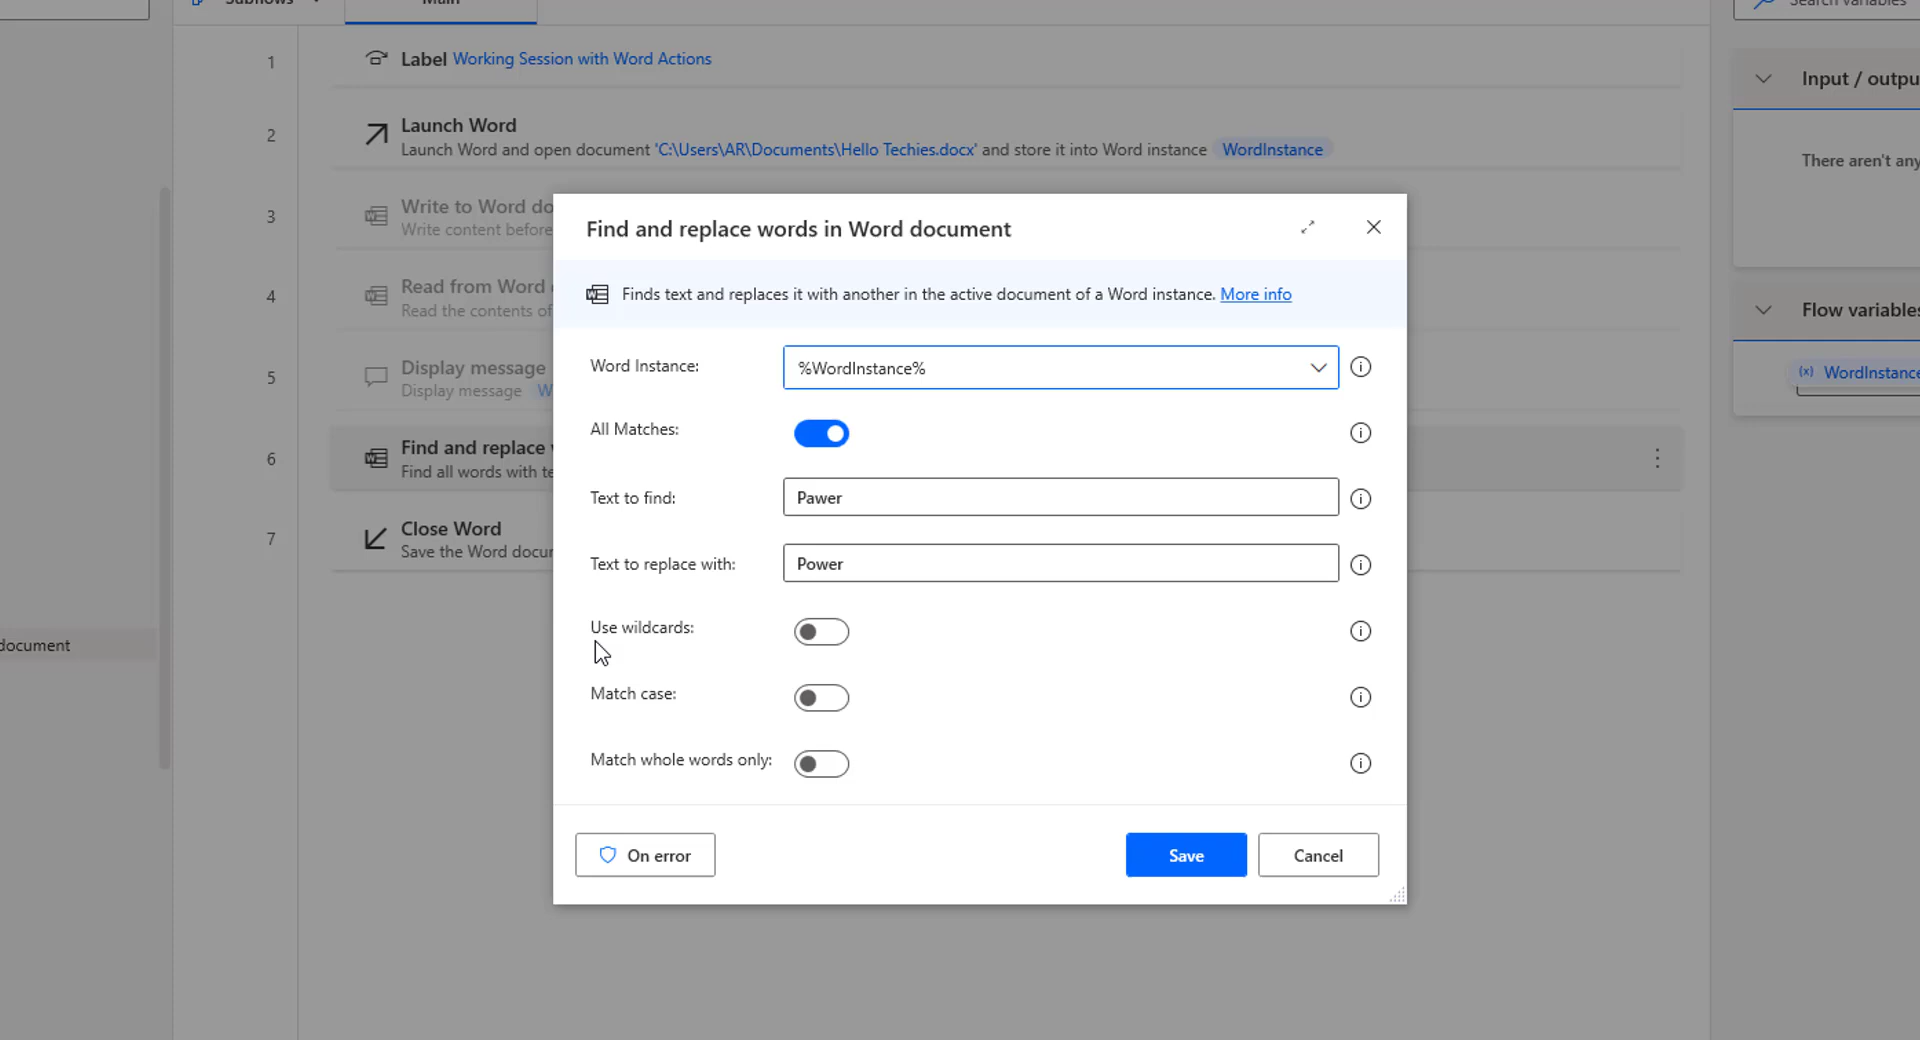 Subflows
Main
Search variables
1
Label Working Session with Word Actions
Input / outpu
2
Launch Word
Launch Word and open document 'C:\Users\AR\Documents\Hello Techies.docx' and store it into Word instance WordInstance
There aren't any
3
Write to Word do
Write content before
Find and replace words in Word document
4
Read from Word
Read the contents of
Finds text and replaces it with another in the active document of a Word instance. More info
Flow variables
5
Display message
Display message W
Word Instance:
%WordInstance%
(x) WordInstance
All Matches:
6
Find and replace
Find all words with te
Text to find:
Pawer
7
Close Word
Save the Word docum
Text to replace with:
Power
Use wildcards:
document
Match case:
Match whole words only:
On error
Save
Cancel